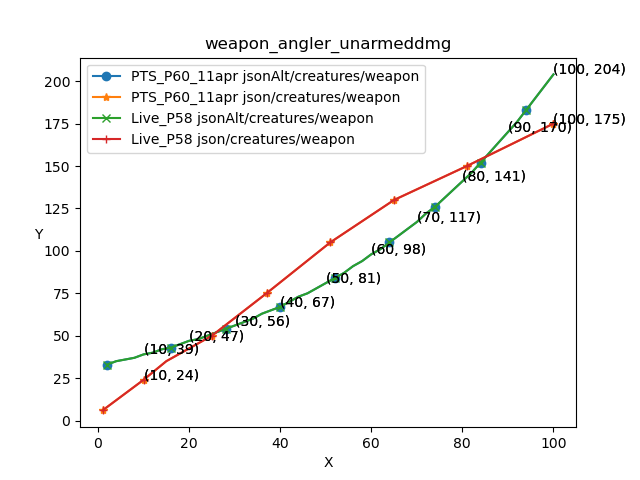 weapon_angler_unarmeddmg
PTS_P60_11apr jsonAlt/creatures/weapon
PTS_P60_11apr json/creatures/weapon
Live_P58 jsonAlt/creatures/weapon
Live_P58 json/creatures/weapon
(100, 204)
(100, 175)
(90, 170)
(80, 141)
(70, 117)
(60, 98)
(50, 81)
(40, 67)
(30, 56)
(20, 47)
(10, 39)
(10, 24)
Y
200
175
150
125
100
75
50
25
0
0 20 40 60 80 100
X